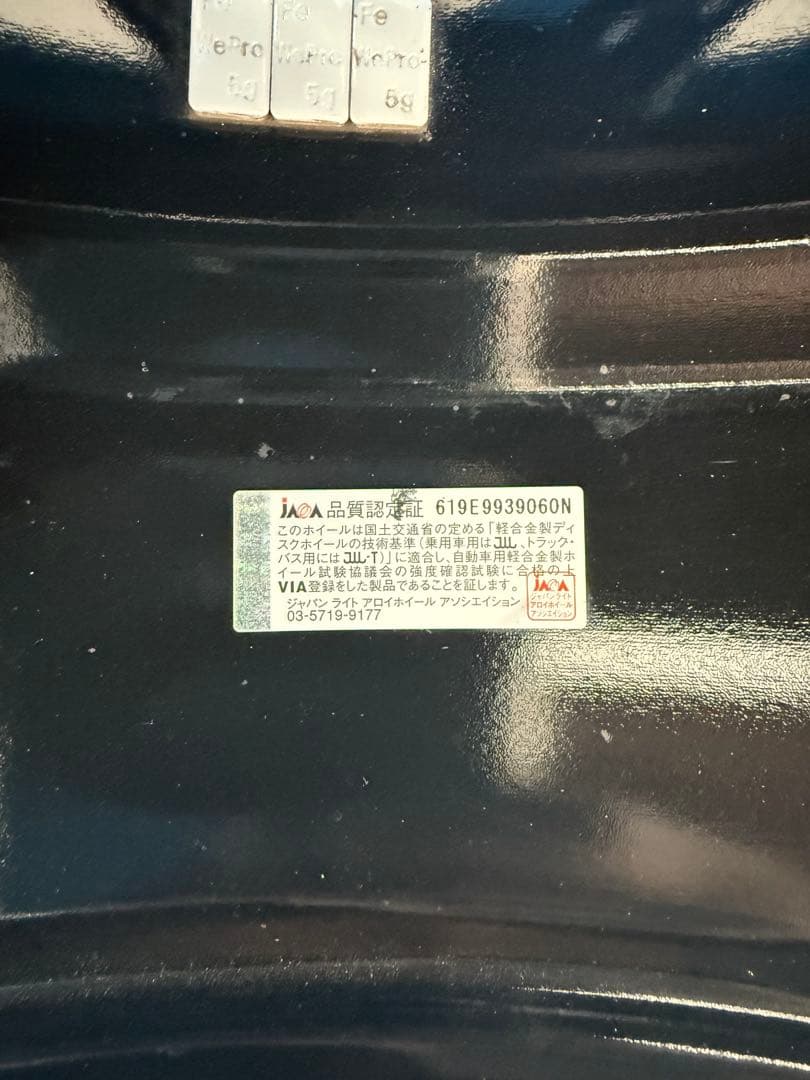 Fe Fe Fe
WePro WePro WePro
5g 5g 5g
JAWA 品質認定証 619E9939060N
このホイールは国土交通省の定める「軽合金製ディ
スクホイールの技術基準(乗用車用はJWL、トラック・
バス用にはJWL-T)」に適合し、自動車用軽合金製ホ
イール試験協議会の強度確認試験に合格の上
VIA登録をした製品であることを証します。
ジャパン ライト アロイホイール アソシエイション
03-5719-9177
JAWA
ジャパン ライト
アロイホイール
アソシエイション